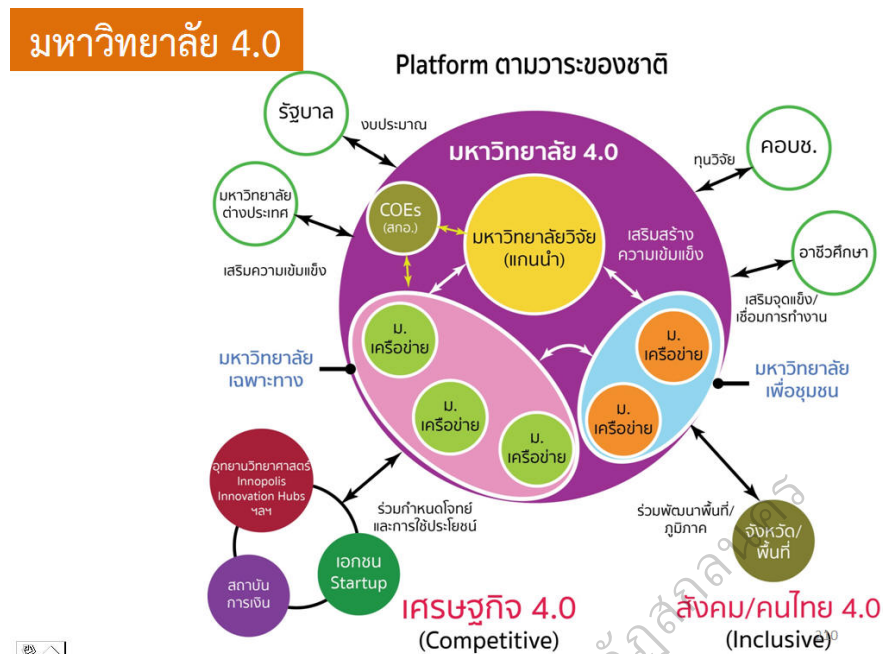 มหาวิทยาลัย 4.0
Platform ตามวาระของชาติ
รัฐบาล
งบประมาณ
มหาวิทยาลัย 4.0
ทุนวิจัย
คอบช.
มหาวิทยาลัย
ต่างประเทศ
COEs
(สกอ.)
มหาวิทยาลัยวิจัย
(แกนนำ)
เสริมสร้าง
ความเข้มแข็ง
อาชีวศึกษา
เสริมความเข้มแข็ง
เสริมจุดแข็ง/
เชื่อมการทำงาน
ม.
เครือข่าย
ม.
เครือข่าย
มหาวิทยาลัย
เฉพาะทาง
มหาวิทยาลัย
เพื่อชุมชน
ม.
เครือข่าย
ม.
เครือข่าย
ม.
เครือข่าย
อุทยานวิทยาศาสตร์
Innopolis
Innovation Hubs
ฯลฯ
ร่วมกำหนดโจทย์
และการใช้ประโยชน์
ร่วมพัฒนาพื้นที่/
ภูมิภาค
จังหวัด/
พื้นที่
เอกชน
Startup
สถาบัน
การเงิน
เศรษฐกิจ 4.0
(Competitive)
สังคม/คนไทย 4.0
(Inclusive)